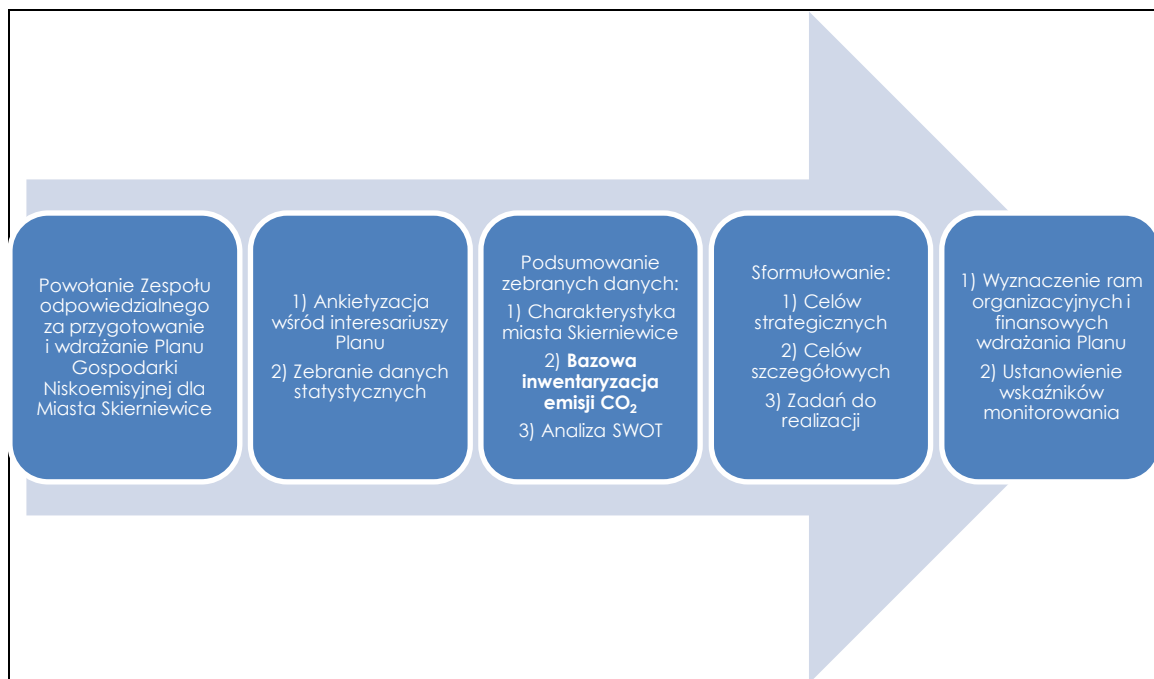 Powołanie Zespołu
odpowiedzialnego
za przygotowanie
i wdrażanie Planu
Gospodarki
Niskoemisyjnej dla
Miasta Skierniewice
1) Ankietyzacja
wśród interesariuszy
Planu
2) Zebranie danych
statystycznych
Podsumowanie
zebranych danych:
1) Charakterystyka
miasta Skierniewice
2) Bazowa
inwentaryzacja
emisji CO₂
3) Analiza SWOT
Sformułowanie:
1) Celów
strategicznych
2) Celów
szczegółowych
3) Zadań do
realizacji
1) Wyznaczenie ram
organizacyjnych i
finansowych
wdrażania Planu
2) Ustanowienie
wskaźników
monitorowania